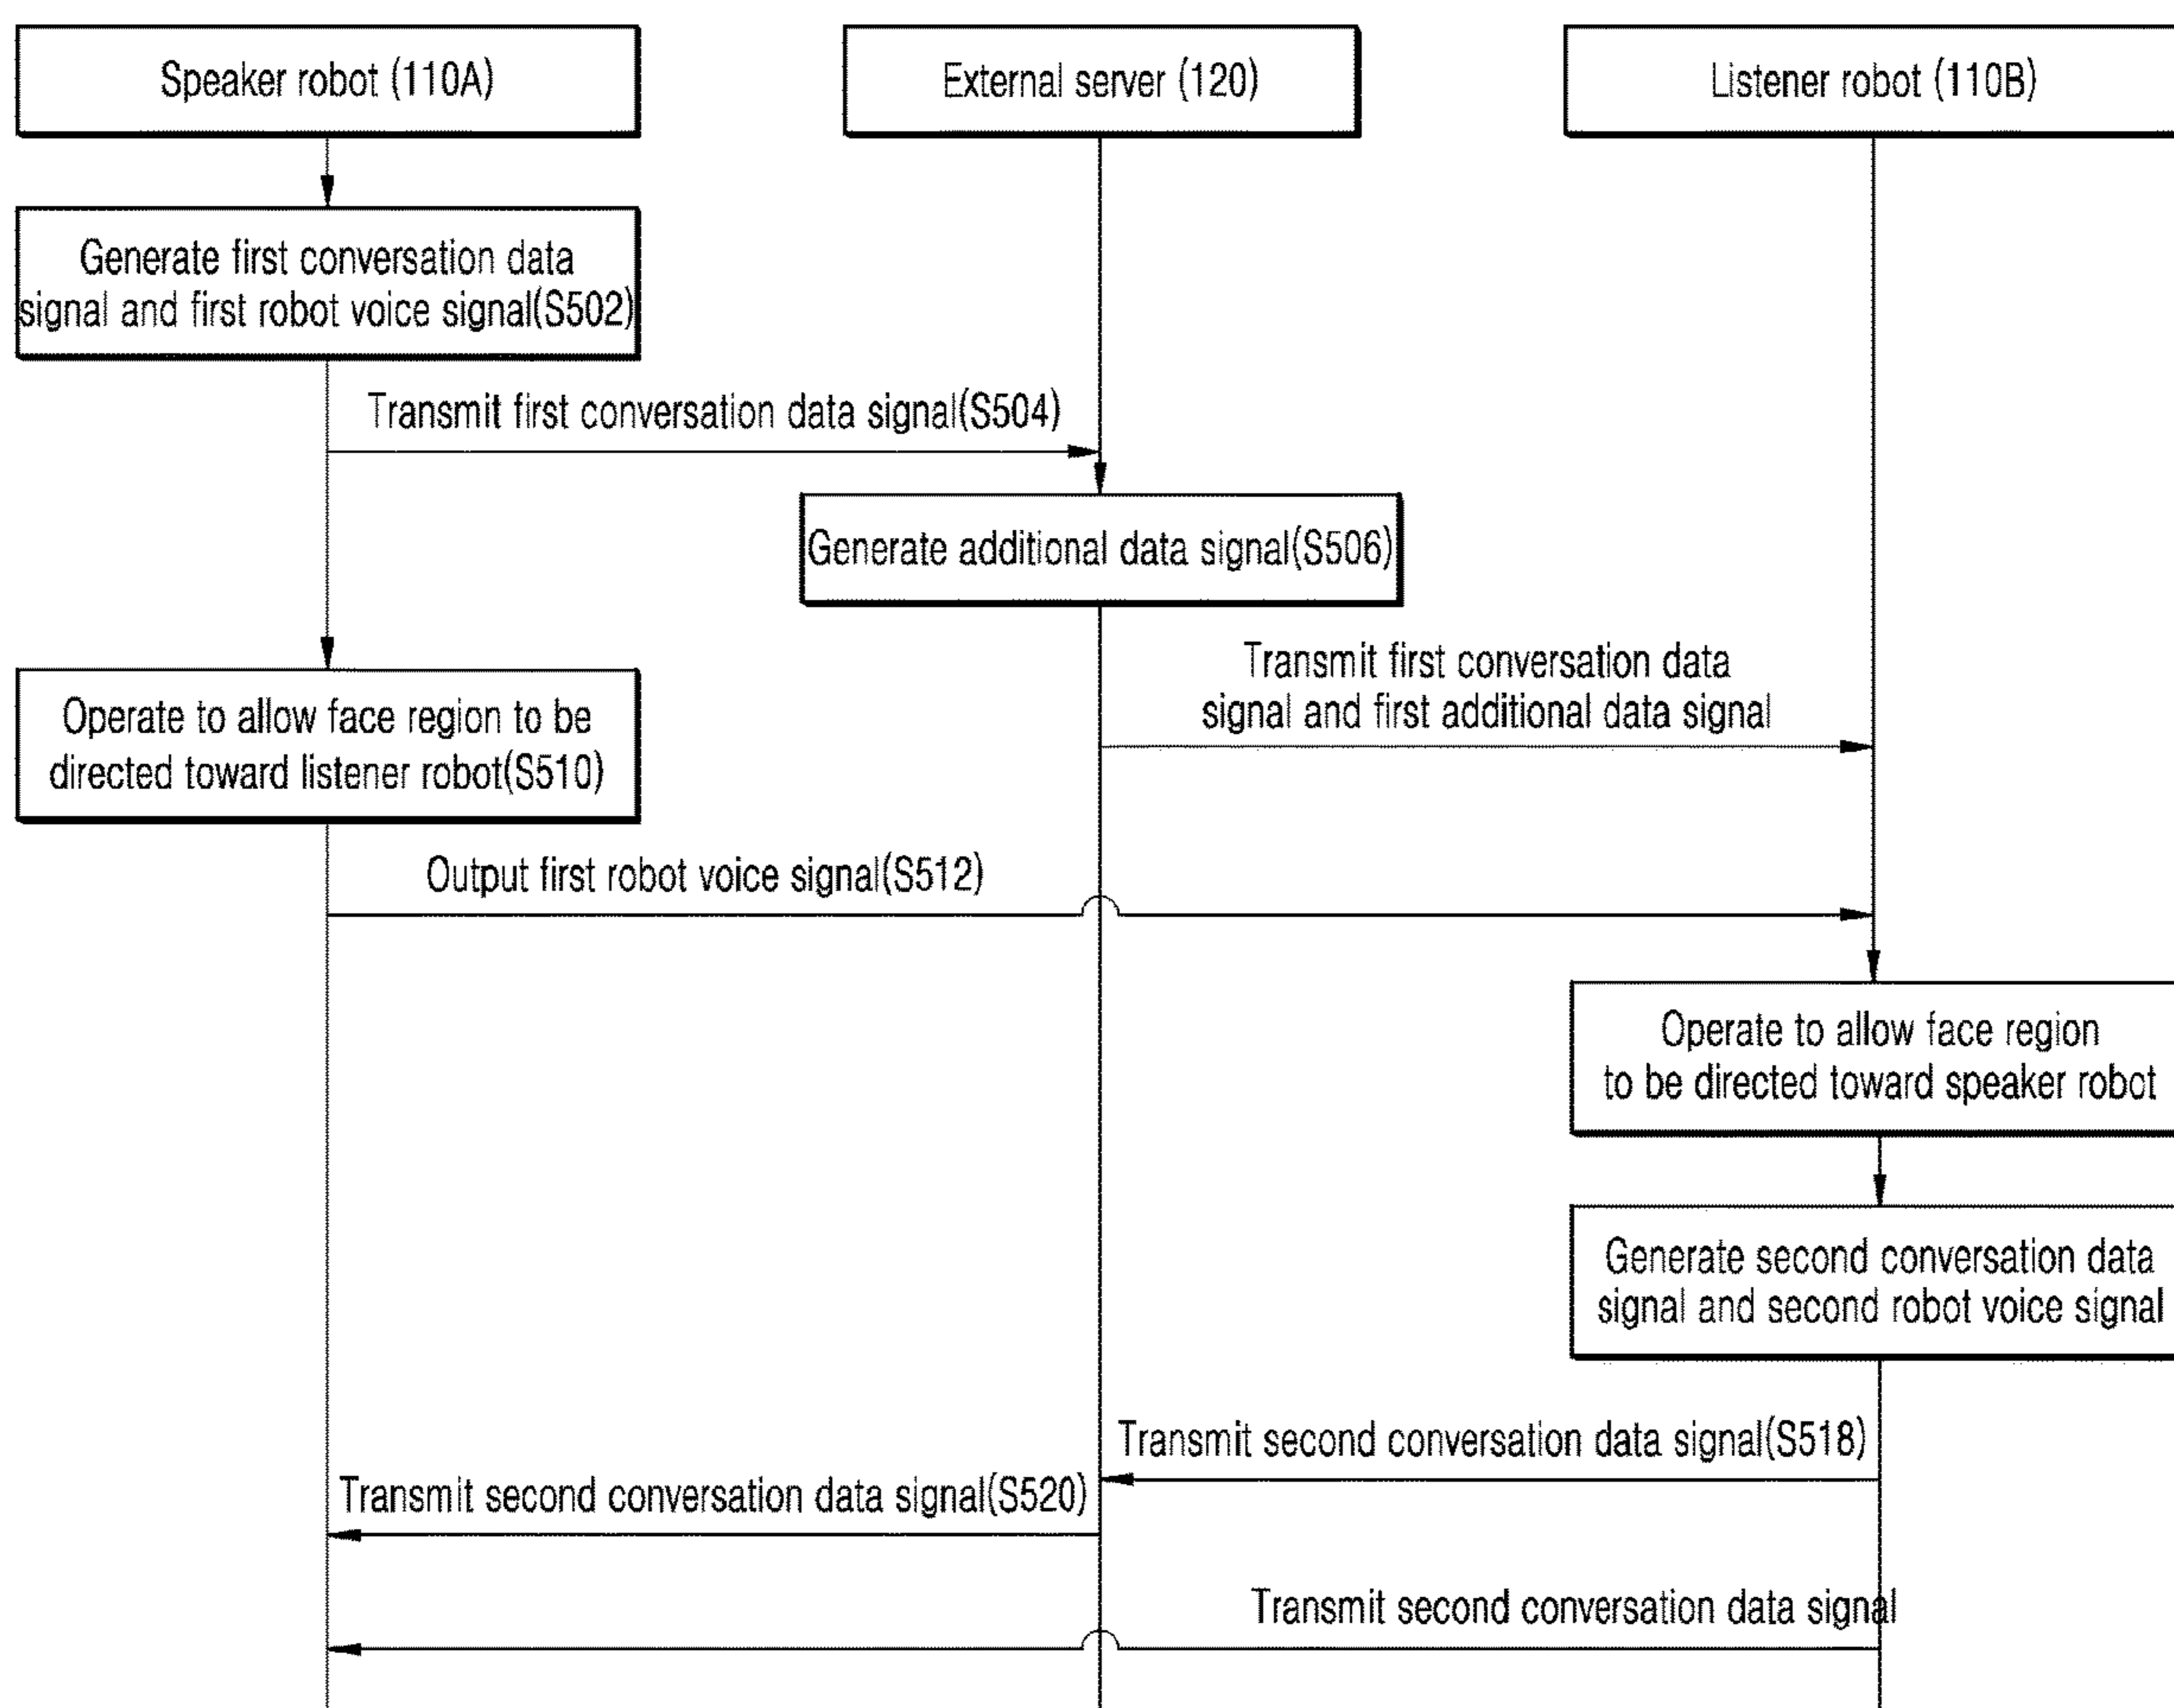 Speaker robot (110A)
External server (120)
Listener robot (110B)
Generate first conversation data
signal and first robot voice signal(S502)
Transmit first conversation data signal(S504)
Generate additional data signal(S506)
Transmit first conversation data
signal and first additional data signal
Operate to allow face region to be
directed toward listener robot(S510)
Output first robot voice signal(S512)
Operate to allow face region
to be directed toward speaker robot
Generate second conversation data
signal and second robot voice signal
Transmit second conversation data signal(S518)
Transmit second conversation data signal(S520)
Transmit second conversation data signal